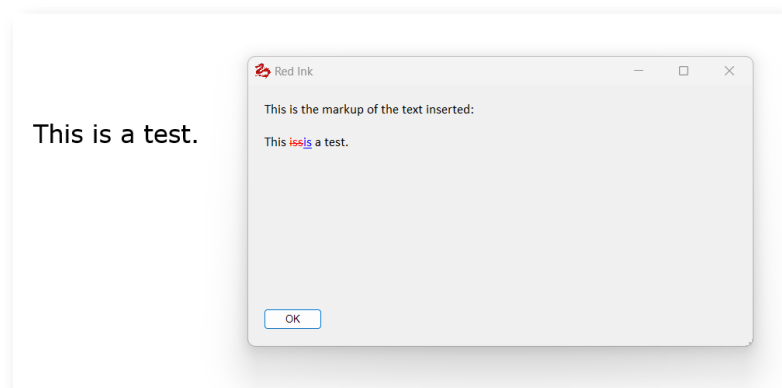 Red Ink
This is the markup of the text inserted:
This is a test.
This issis a test.
OK